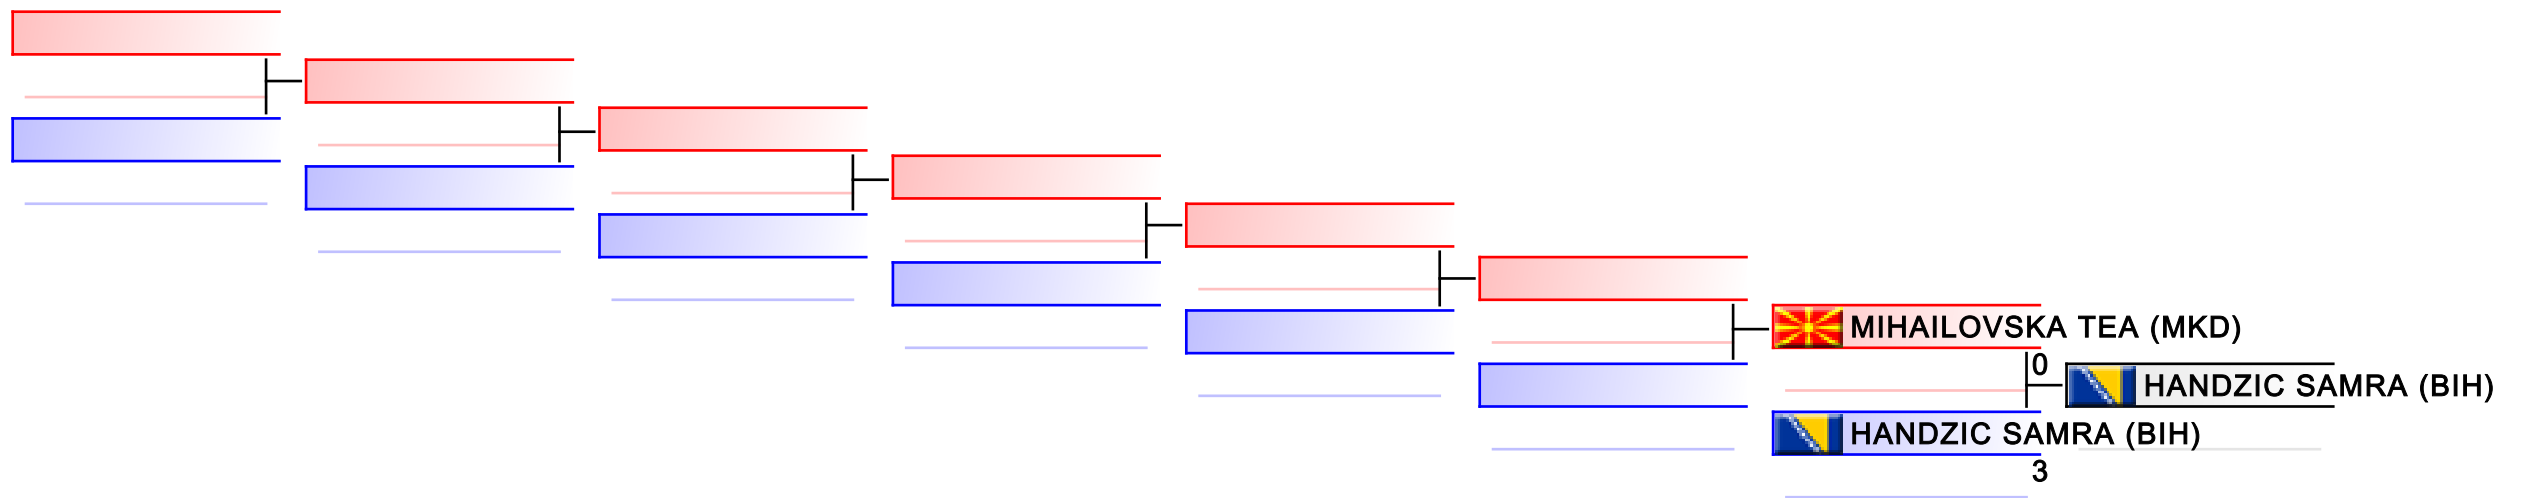 MIHAILOVSKA TEA (MKD)
0
HANDZIC SAMRA (BIH)
HANDZIC SAMRA (BIH)
3